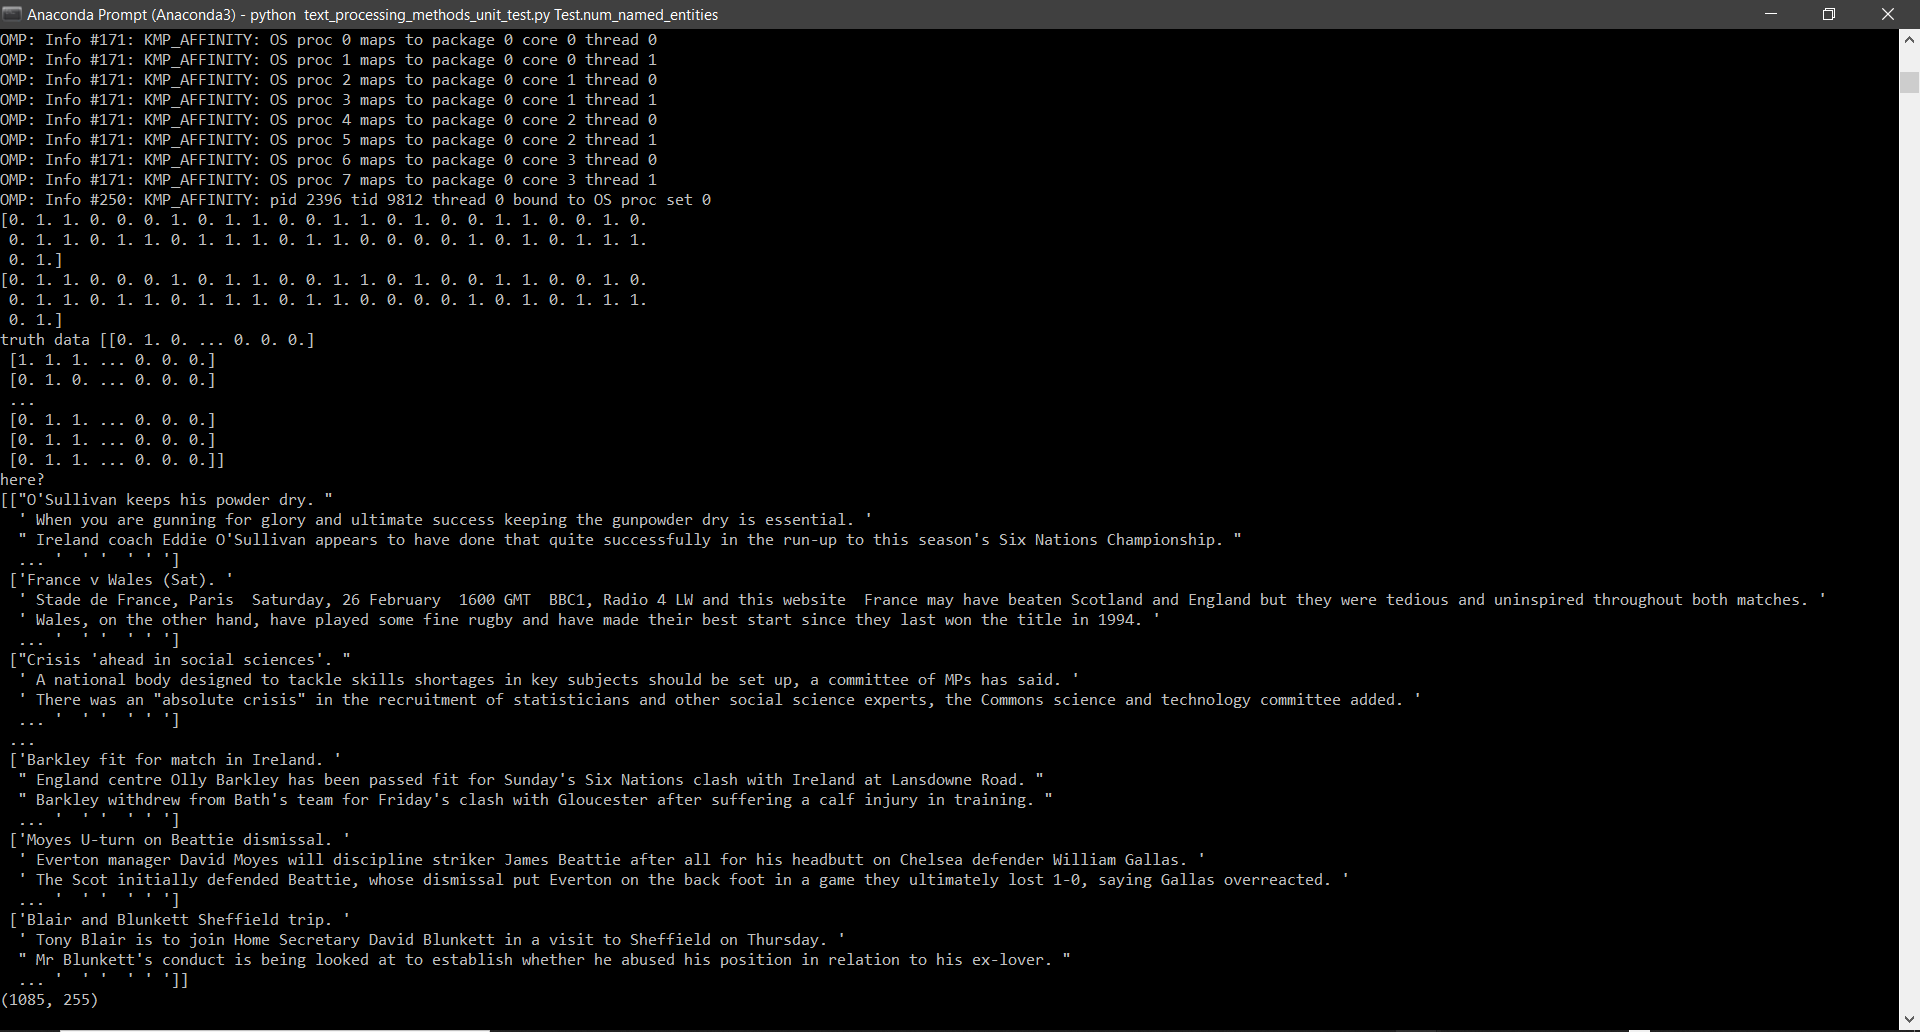 Anaconda Prompt (Anaconda3) - python  text_processing_methods_unit_test.py Test.num_named_entities
OMP: Info #171: KMP_AFFINITY: OS proc 0 maps to package 0 core 0 thread 0
OMP: Info #171: KMP_AFFINITY: OS proc 1 maps to package 0 core 0 thread 1
OMP: Info #171: KMP_AFFINITY: OS proc 2 maps to package 0 core 1 thread 0
OMP: Info #171: KMP_AFFINITY: OS proc 3 maps to package 0 core 1 thread 1
OMP: Info #171: KMP_AFFINITY: OS proc 4 maps to package 0 core 2 thread 0
OMP: Info #171: KMP_AFFINITY: OS proc 5 maps to package 0 core 2 thread 1
OMP: Info #171: KMP_AFFINITY: OS proc 6 maps to package 0 core 3 thread 0
OMP: Info #171: KMP_AFFINITY: OS proc 7 maps to package 0 core 3 thread 1
OMP: Info #250: KMP_AFFINITY: pid 2396 tid 9812 thread 0 bound to OS proc set 0
[0. 1. 1. 0. 0. 0. 1. 0. 1. 1. 0. 0. 1. 1. 0. 1. 0. 0. 1. 1. 0. 0. 1. 0.
 0. 1. 1. 0. 1. 1. 0. 1. 1. 1. 0. 1. 1. 0. 0. 0. 0. 1. 0. 1. 0. 1. 1. 1.
 0. 1.]
[0. 1. 1. 0. 0. 0. 1. 0. 1. 1. 0. 0. 1. 1. 0. 1. 0. 0. 1. 1. 0. 0. 1. 0.
 0. 1. 1. 0. 1. 1. 0. 1. 1. 1. 0. 1. 1. 0. 0. 0. 0. 1. 0. 1. 0. 1. 1. 1.
 0. 1.]
truth data [[0. 1. 0. ... 0. 0. 0.]
 [1. 1. 1. ... 0. 0. 0.]
 [0. 1. 0. ... 0. 0. 0.]
 ...
 [0. 1. 1. ... 0. 0. 0.]
 [0. 1. 1. ... 0. 0. 0.]
 [0. 1. 1. ... 0. 0. 0.]]
here?
[["O'Sullivan keeps his powder dry. "
  ' When you are gunning for glory and ultimate success keeping the gunpowder dry is essential. '
  " Ireland coach Eddie O'Sullivan appears to have done that quite successfully in the run-up to this season's Six Nations Championship. "
  ... '  ' '  ' ' ']
 ['France v Wales (Sat). '
  ' Stade de France, Paris  Saturday, 26 February  1600 GMT  BBC1, Radio 4 LW and this website  France may have beaten Scotland and England but they were tedious and uninspired throughout both matches. '
  ' Wales, on the other hand, have played some fine rugby and have made their best start since they last won the title in 1994. '
  ... '  ' '  ' ' ']
 ["Crisis 'ahead in social sciences'. "
  ' A national body designed to tackle skills shortages in key subjects should be set up, a committee of MPs has said. '
  ' There was an "absolute crisis" in the recruitment of statisticians and other social science experts, the Commons science and technology committee added. '
  ... '  ' '  ' ' ']
 ...
 ['Barkley fit for match in Ireland. '
  " England centre Olly Barkley has been passed fit for Sunday's Six Nations clash with Ireland at Lansdowne Road. "
  " Barkley withdrew from Bath's team for Friday's clash with Gloucester after suffering a calf injury in training. "
  ... '  ' '  ' ' ']
 ['Moyes U-turn on Beattie dismissal. '
  ' Everton manager David Moyes will discipline striker James Beattie after all for his headbutt on Chelsea defender William Gallas. '
  ' The Scot initially defended Beattie, whose dismissal put Everton on the back foot in a game they ultimately lost 1-0, saying Gallas overreacted. '
  ... '  ' '  ' ' ']
 ['Blair and Blunkett Sheffield trip. '
  ' Tony Blair is to join Home Secretary David Blunkett in a visit to Sheffield on Thursday. '
  " Mr Blunkett's conduct is being looked at to establish whether he abused his position in relation to his ex-lover. "
  ... '  ' '  ' ' ']]
(1085, 255)